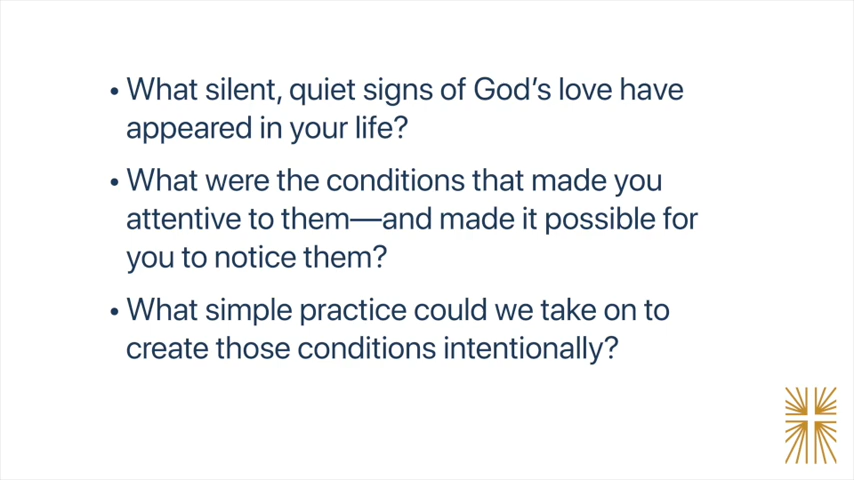 • What silent, quiet signs of God’s love have
appeared in your life?
• What were the conditions that made you
attentive to them—and made it possible for
you to notice them?
• What simple practice could we take on to
create those conditions intentionally?